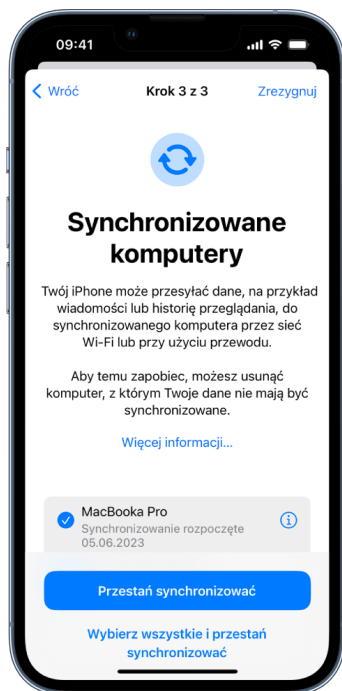 09:41
Wróć Krok 3 z 3 Zrezygnuj
Synchronizowane
komputery
Twój iPhone może przesyłać dane, na przykład
wiadomości lub historię przeglądania, do
synchronizowanego komputera przez sieć
Wi-Fi lub przy użyciu przewodu.
Aby temu zapobiec, możesz usunąć
komputer, z którym Twoje dane nie mają być
synchronizowane.
Więcej informacji...
MacBooka Pro
Synchronizowanie rozpoczęte
05.06.2023
Przestań synchronizować
Wybierz wszystkie i przestań
synchronizować